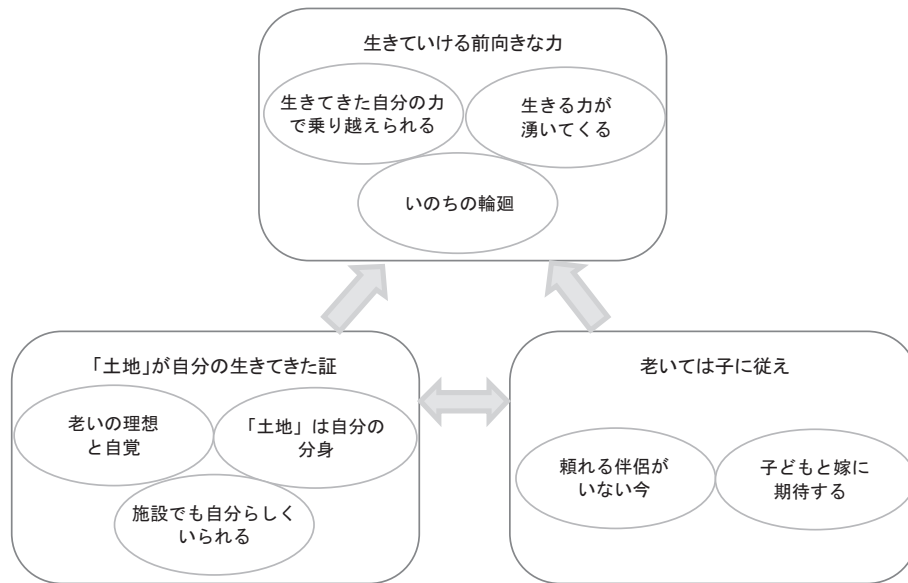 生きていける前向きな力
生きてきた自分の力
で乗り越えられる
生きる力が
湧いてくる
いのちの輪廻
「土地」が自分の生きてきた証
老いの理想
と自覚
「土地」は自分の
分身
施設でも自分らしく
いられる
老いては子に従え
頼れる伴侶が
いない今
子どもと嫁に
期待する